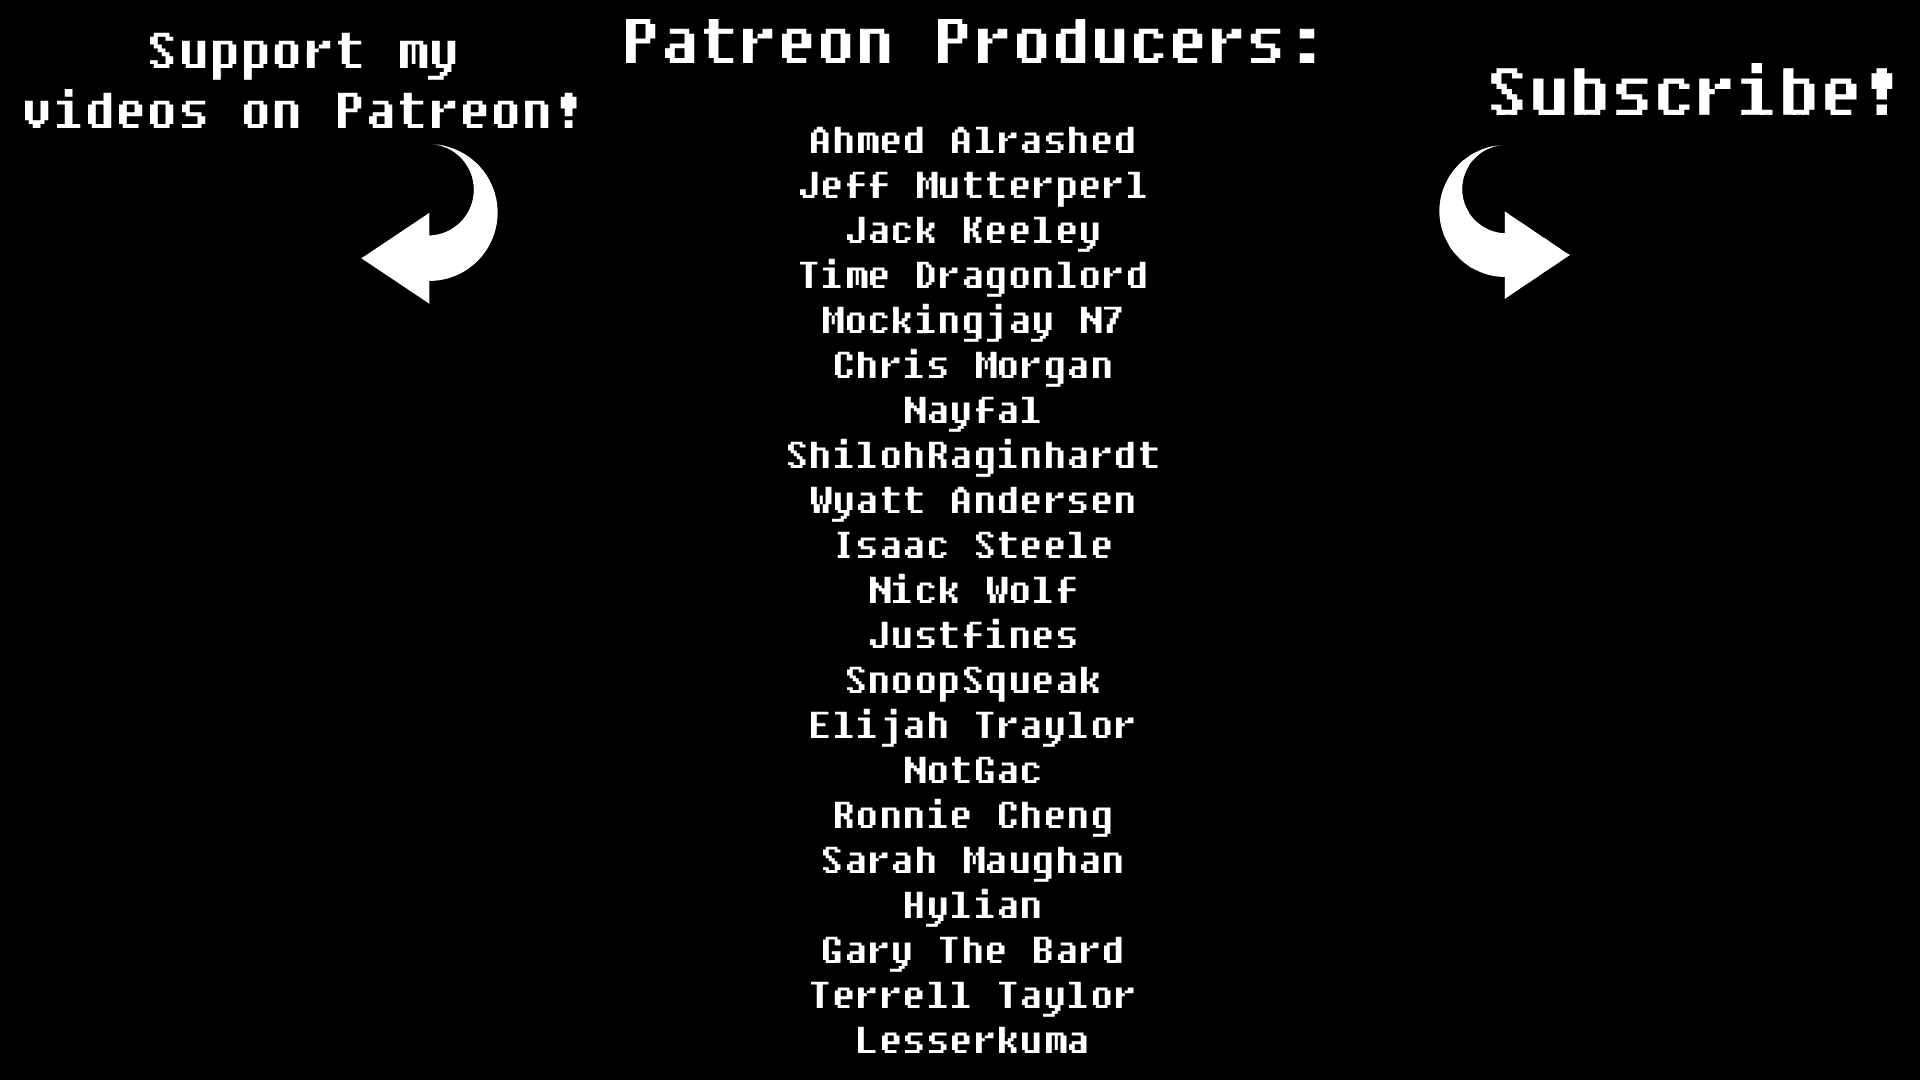 Support my
videos on Patreon!
Patreon Producers:
Ahmed Alrashed
Jeff Mutterperl
Jack Keeley
Time Dragonlord
Mockingjay N7
Chris Morgan
Nayfal
ShilohRaginhardt
Wyatt Andersen
Isaac Steele
Nick Wolf
Justfines
SnoopSqueak
Elijah Traylor
NotGac
Ronnie Cheng
Sarah Maughan
Hylian
Gary The Bard
Terrell Taylor
Lesserkuma
Subscribe!